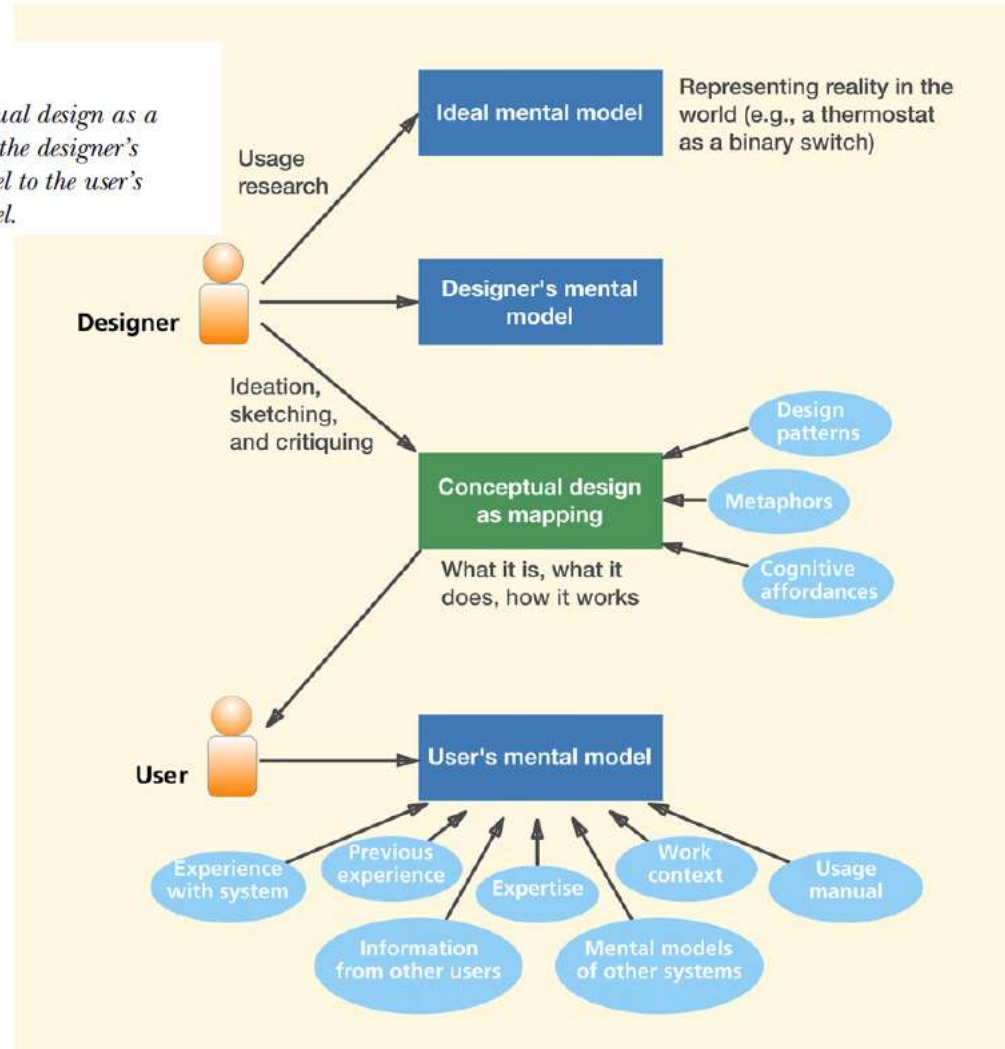 ual design as a
the designer's
el to the user's
el.
Ideal mental model
Representing reality in the
world (e.g., a thermostat
as a binary switch)
Usage
research
Designer
Designer's mental
model
Ideation,
sketching,
and critiquing
Design
patterns
Conceptual design
as mapping
Metaphors
What it is, what it
does, how it works
Cognitive
affordances
User
User's mental model
Experience
with system
Previous
experience
Expertise
Work
context
Usage
manual
Information
from other users
Mental models
of other systems